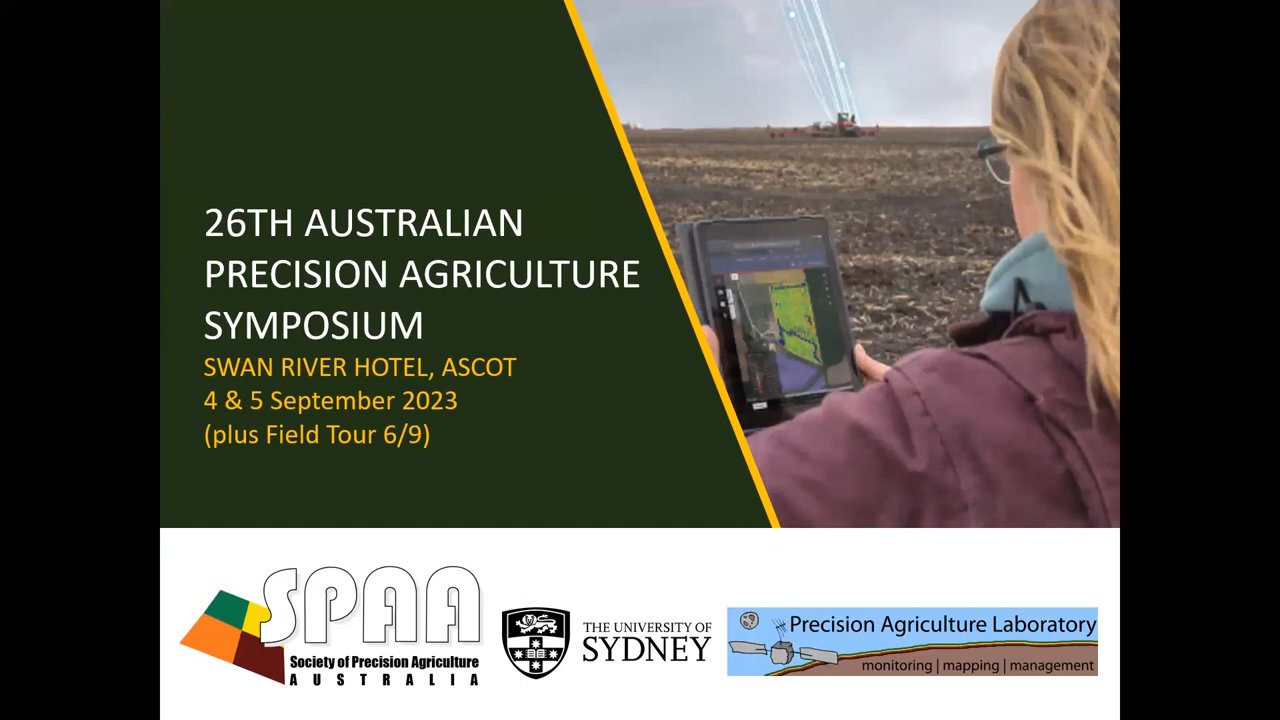 26TH AUSTRALIAN
PRECISION AGRICULTURE
SYMPOSIUM
SWAN RIVER HOTEL, ASCOT
4 & 5 September 2023
(plus Field Tour 6/9)
SPAA
Society of Precision Agriculture
AUSTRALIA
THE UNIVERSITY OF
SYDNEY
Precision Agriculture Laboratory
monitoring | mapping | management